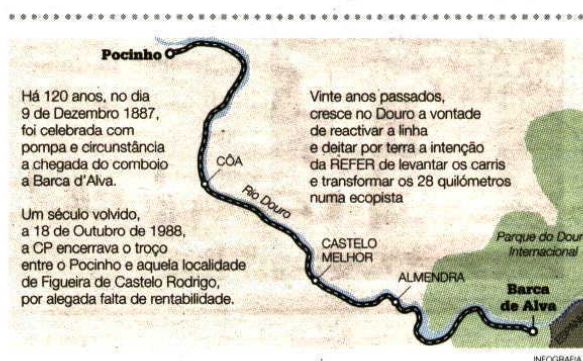 Pocinho
Há 120 anos, no dia
9 de Dezembro 1887,
foi celebrada com
pompa e circunstância
a chegada do comboio
a Barca d'Alva.
Um século volvido,
a 18 de Outubro de 1988,
a CP encerrava o troço
entre o Pocinho e aquela localidade
de Figueira de Castelo Rodrigo,
por alegada falta de rentabilidade.
Vinte anos passados,
cresce no Douro a vontade
de reactivar a linha
e deitar por terra a intenção
da REFER de levantar os carris
e transformar os 28 quilómetros
numa ecopista
CÔA
Rio Douro
CASTELO
MELHOR
ALMENDRA
Parque do Dour
Internacional
Barca
de Alva
INFOGRAFIA